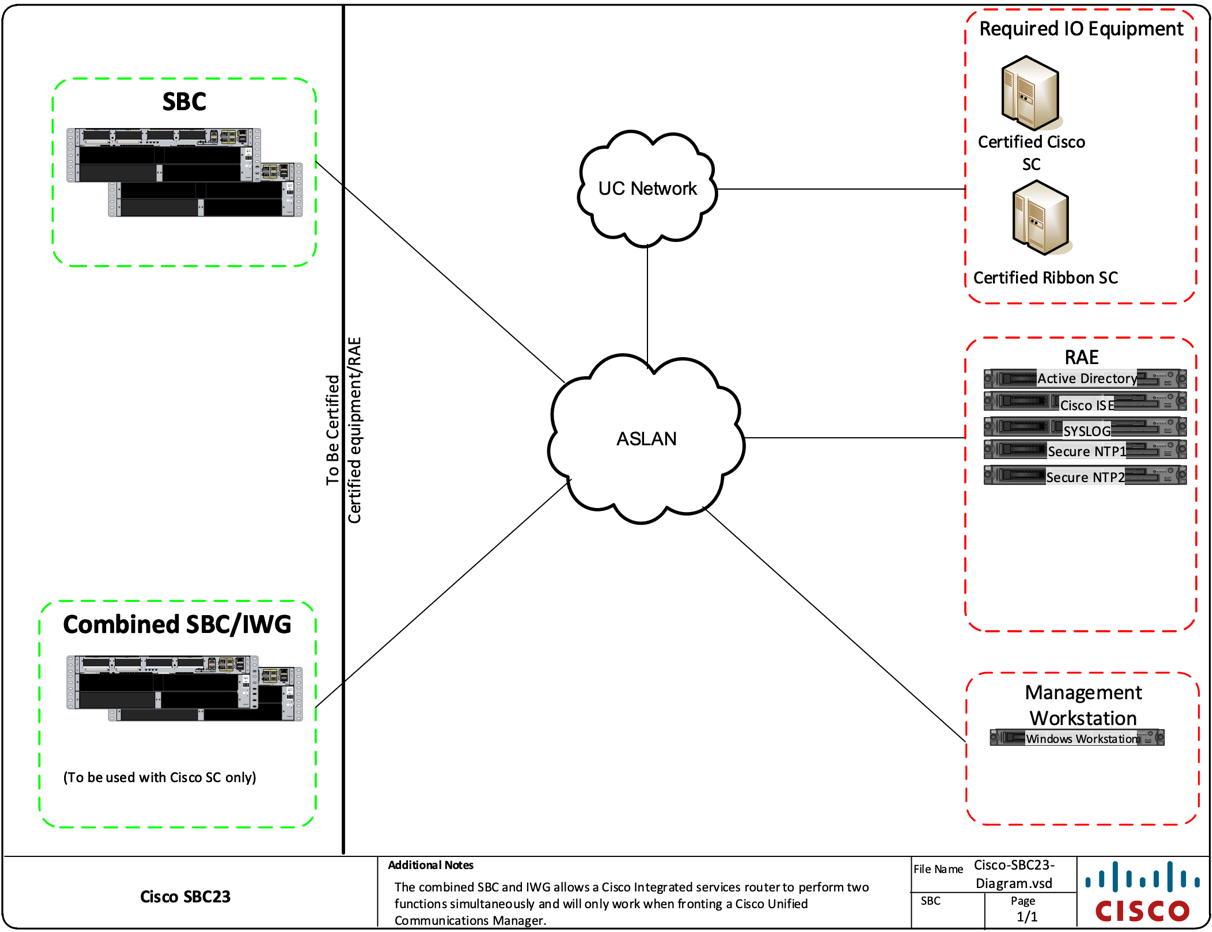 Required IO Equipment
SBC
Certified Cisco
SC
UC Network
Certified Ribbon SC
To Be Certified
Certified equipment/RAE
RAE
Active Directory
Cisco ISE
SYSLOG
Secure NTP1
Secure NTP2
ASLAN
Combined SBC/IWG
(To be used with Cisco SC only)
Management
Workstation
Windows Workstation
Cisco SBC23
Additional Notes
The combined SBC and IWG allows a Cisco Integrated services router to perform two
functions simultaneously and will only work when fronting a Cisco Unified
Communications Manager.
File Name
Cisco-SBC23-
Diagram.vsd
SBC
Page
1/1
CISCO